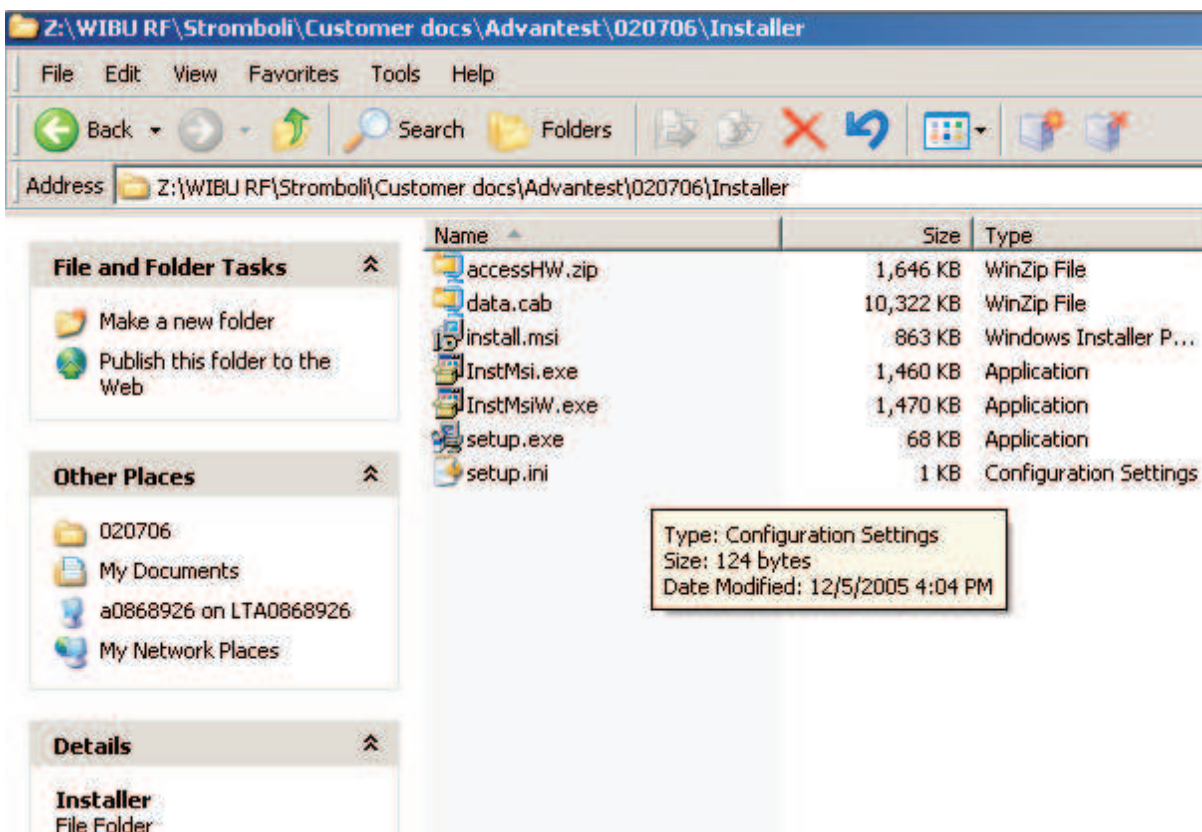 Z:\WIBU RF\Stromboli\Customer docs\Advantest\020706\Installer
File Edit View Favorites Tools Help
Back Search Folders
Address Z:\WIBU RF\Stromboli\Customer docs\Advantest\020706\Installer
Name Size Type
accessHW.zip 1,646 KB WinZip File
data.cab 10,322 KB WinZip File
install.msi 863 KB Windows Installer P...
InstMsi.exe 1,460 KB Application
InstMsiW.exe 1,470 KB Application
setup.exe 68 KB Application
setup.ini 1 KB Configuration Settings
Type: Configuration Settings
Size: 124 bytes
Date Modified: 12/5/2005 4:04 PM
File and Folder Tasks
Make a new folder
Publish this folder to the
Web
Other Places
020706
My Documents
a0868926 on LTA0868926
My Network Places
Details
Installer
File Folder